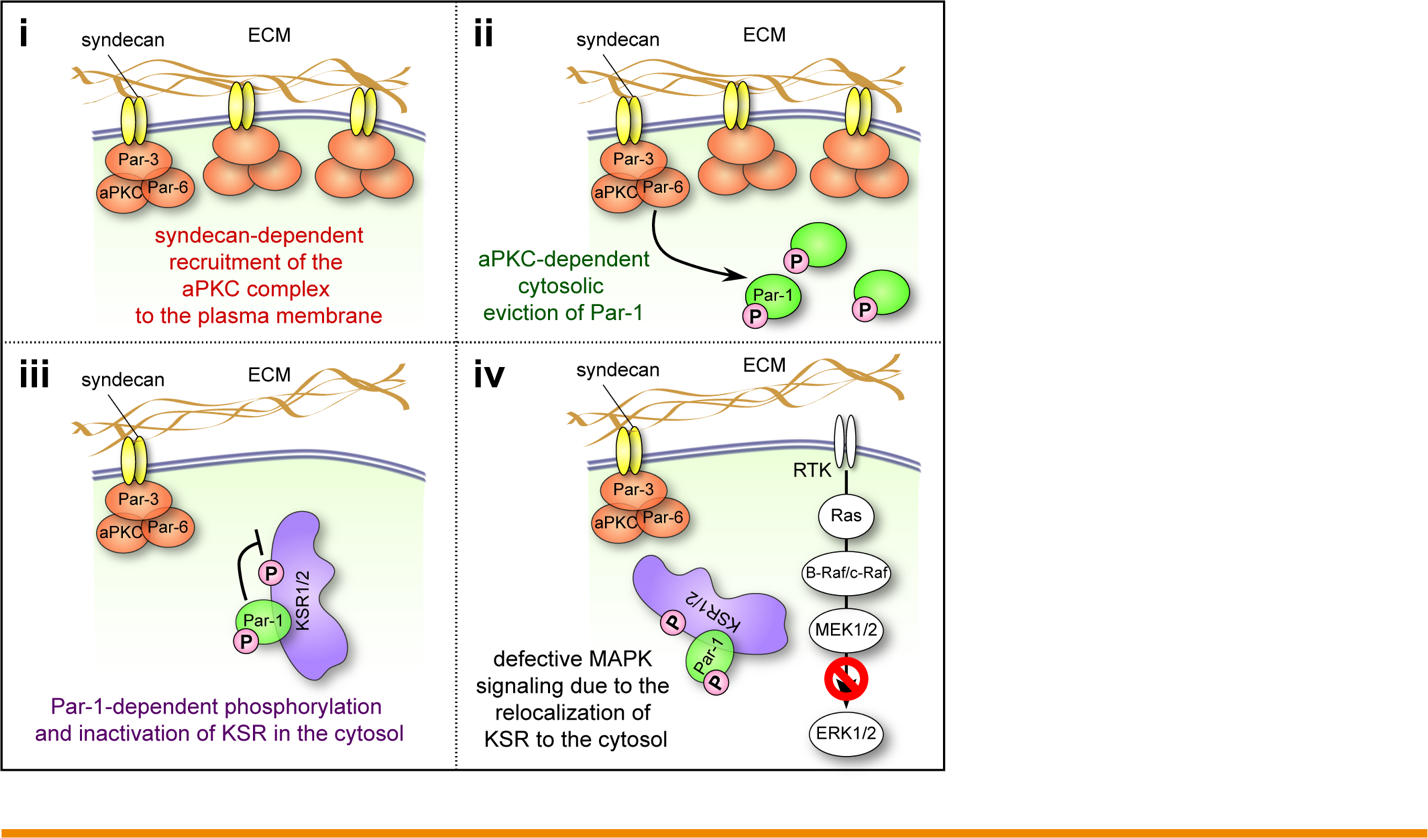 i
syndecan
ECM
Par-3
aPKC
Par-6
syndecan-dependent
recruitment of the
aPKC complex
to the plasma membrane
ii
syndecan
ECM
Par-3
aPKC
Par-6
aPKC-dependent
cytosolic
eviction of Par-1
P
Par-1
P
P
iii
syndecan
ECM
Par-3
aPKC
Par-6
P
KSR1/2
Par-1
P
Par-1-dependent phosphorylation
and inactivation of KSR in the cytosol
iv
syndecan
ECM
RTK
Par-3
aPKC
Par-6
Ras
B-Raf/c-Raf
KSR1/2
P
Par-1
P
MEK1/2
ERK1/2
defective MAPK
signaling due to the
relocalization of
KSR to the cytosol